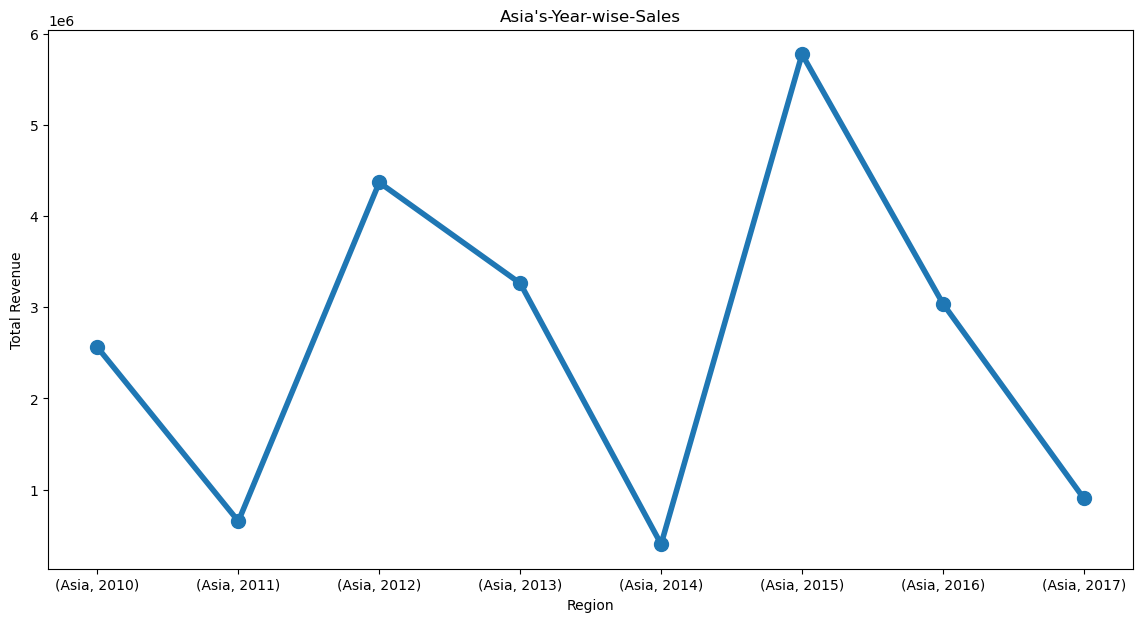 Asia's-Year-wise-Sales
1e6
6
5
4
3
2
1
Total Revenue
(Asia, 2010) (Asia, 2011) (Asia, 2012) (Asia, 2013) (Asia, 2014) (Asia, 2015) (Asia, 2016) (Asia, 2017)
Region